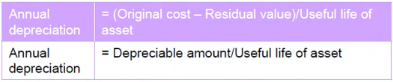 Annual depreciation
= (Original cost – Residual value)/Useful life of asset
Annual depreciation
= Depreciable amount/Useful life of asset